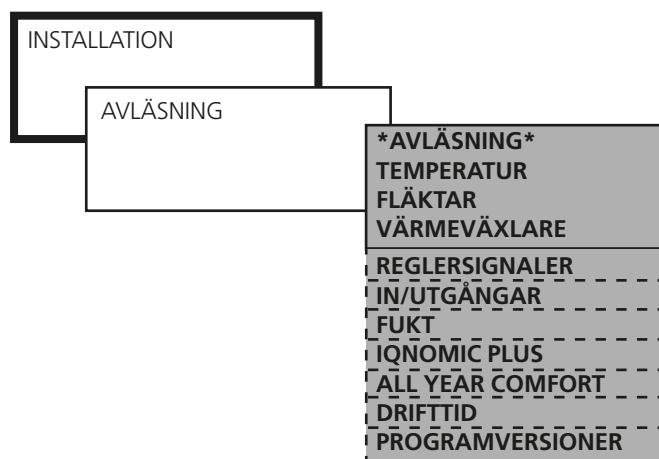 INSTALLATION
AVLÄSNING
*AVLÄSNING*
TEMPERATUR
FLÄKTAR
VÄRMEVÄXLARE
REGLERSIGNALER
IN/UTGÅNGAR
FUKT
IQNOMIC PLUS
ALL YEAR COMFORT
DRIFTTID
PROGRAMVERSIONER